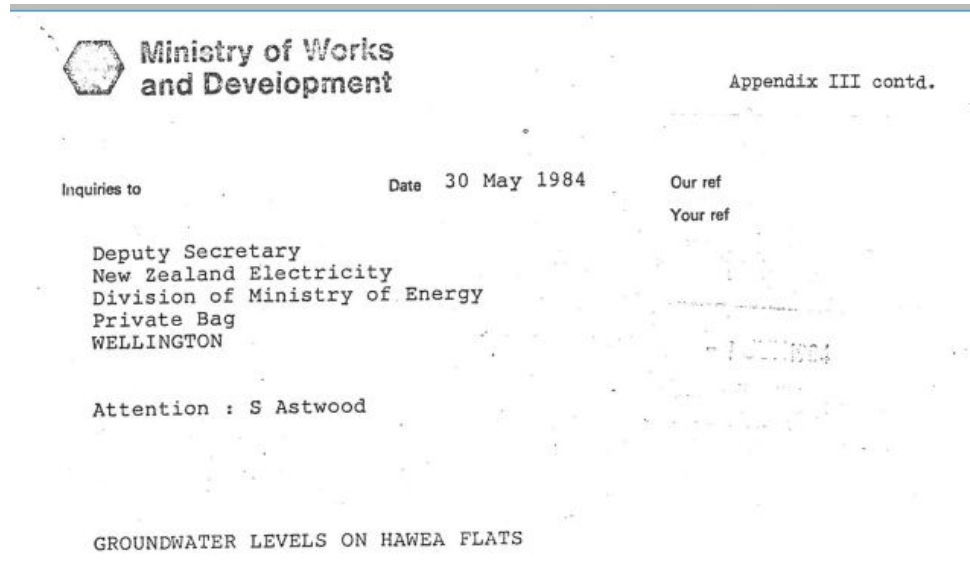 Ministry of Works
and Development
Appendix III contd.
Inquiries to
Date 30 May 1984
Our ref
Your ref
Deputy Secretary
New Zealand Electricity
Division of Ministry of Energy
Private Bag
WELLINGTON
1984
Attention : S Astwood
GROUNDWATER LEVELS ON HAWEA FLATS